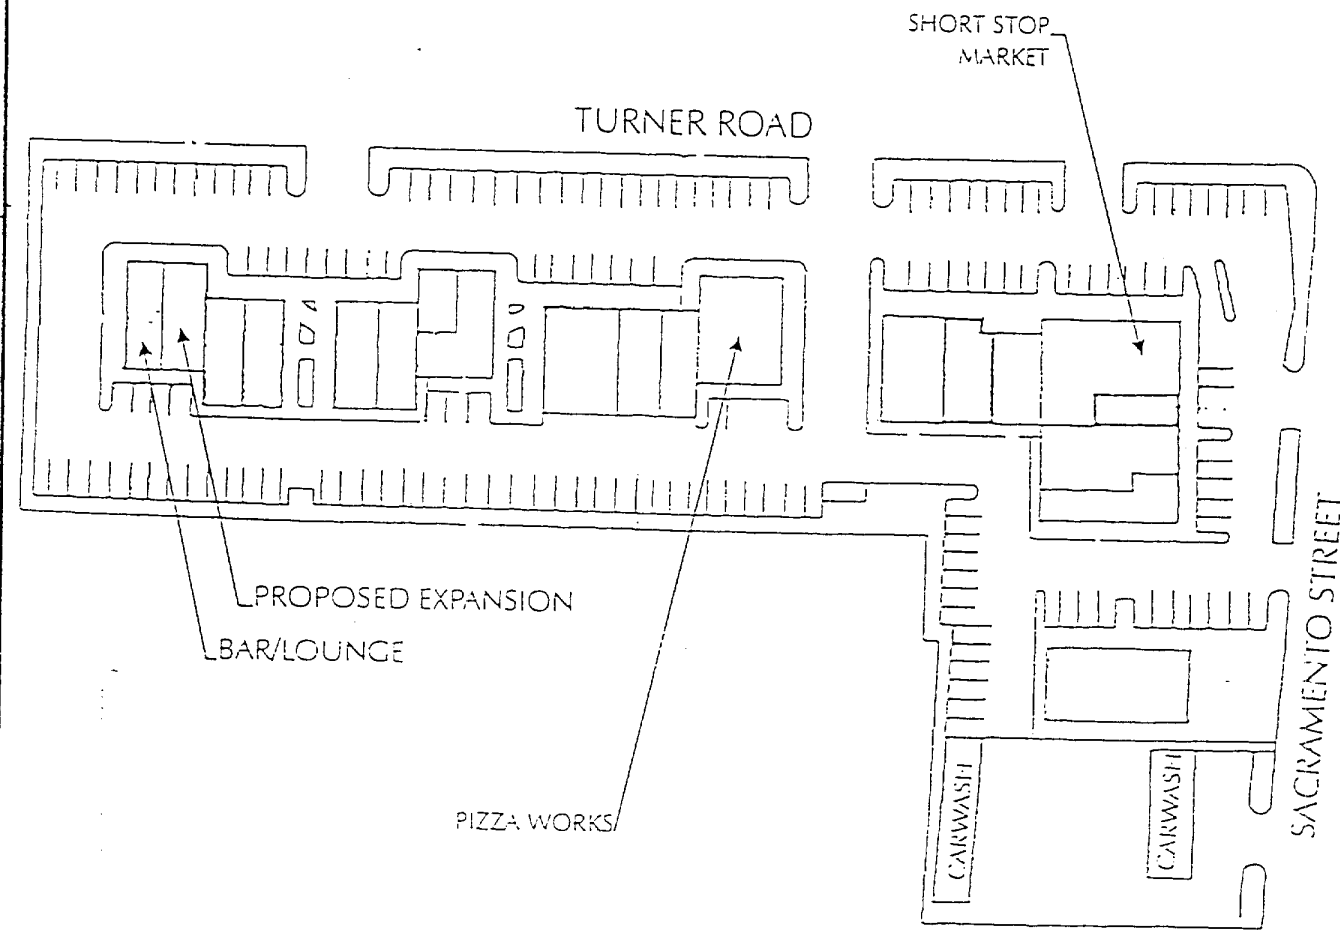 SHORT STOP
MARKET
TURNER ROAD
PROPOSED EXPANSION
BAR/LOUNGE
PIZZA WORKS
SACRAMENTO STREET
CARWASH
CARWASH